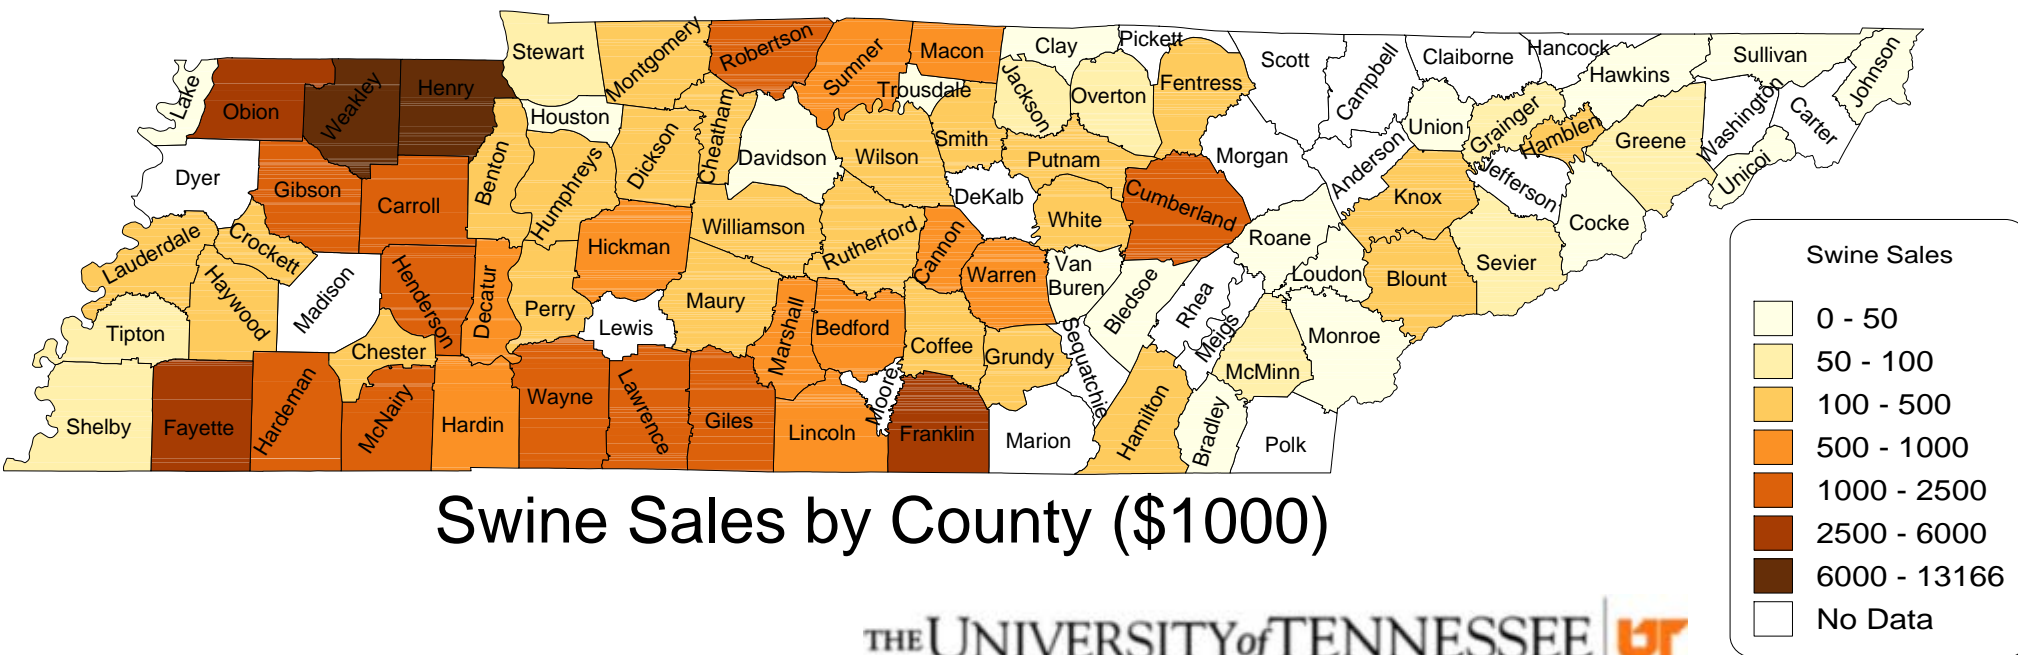 Stewart
Montgomery
Robertson
Sumner
Macon
Clay
Pickett
Scott
Campbell
Claiborne
Hancock
Hawkins
Sullivan
Johnson
Lake
Obion
Weakley
Henry
Houston
Cheatham
Trousdale
Jackson
Overton
Fentress
Union
Grainger
Hamblen
Greene
Washington
Carter
Unicoi
Dyer
Gibson
Carroll
Benton
Humphreys
Dickson
Davidson
Wilson
Smith
Putnam
Morgan
Anderson
Knox
Jefferson
Cocke
Lauderdale
Crockett
Haywood
Madison
Henderson
Decatur
Perry
Hickman
Williamson
Rutherford
Cannon
DeKalb
White
Cumberland
Roane
Loudon
Blount
Sevier
Tipton
Chester
Lewis
Maury
Marshall
Bedford
Coffee
Warren
Van
Buren
Bledsoe
Rhea
Meigs
Monroe
Grundy
Sequatchie
McMinn
Shelby
Fayette
Hardeman
McNairy
Hardin
Wayne
Lawrence
Giles
Lincoln
Moore
Franklin
Marion
Hamilton
Bradley
Polk
Swine Sales
0 - 50
50 - 100
100 - 500
500 - 1000
1000 - 2500
2500 - 6000
6000 - 13166
No Data
Swine Sales by County ($1000)
THE UNIVERSITY of TENNESSEE UT